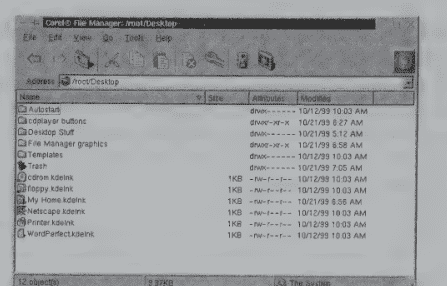 Corel® File Manager: /root/Desktop
File Edit View Go Tools Help
Address /root/Desktop
Name Size Attributes Modified
Autostart drwx------ 10/12/99 10:03 AM
cdplayer buttons drwxr-xr-x 10/21/99 6:27 AM
Desktop Stuff drwx------ 10/21/99 5:12 AM
File Manager graphics drwxr-xr-x 10/21/99 6:58 AM
Templates drwx------ 10/12/99 10:03 AM
Trash drwx------ 10/21/99 7:05 AM
cdrom.kdelnk 1KB -rw-r--r-- 10/12/99 10:03 AM
floppy.kdelnk 1KB -rw-r--r-- 10/12/99 10:03 AM
My Home.kdelnk 1KB -rw-r--r-- 10/21/99 6:56 AM
Netscape.kdelnk 1KB -rw-r--r-- 10/12/99 10:03 AM
Printer.kdelnk 1KB -rw-r--r-- 10/12/99 10:03 AM
WordPerfect.kdelnk 1KB -rw-r--r-- 10/12/99 10:03 AM
12 object(s) 2.97KB The System